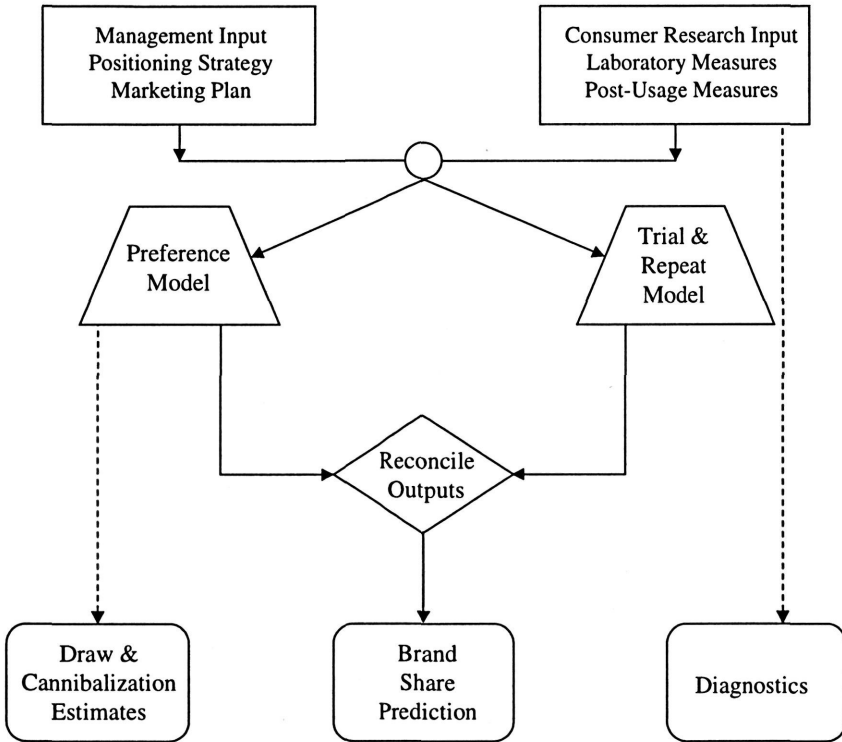 Management Input
Positioning Strategy
Marketing Plan
Consumer Research Input
Laboratory Measures
Post-Usage Measures
Preference
Model
Trial &
Repeat
Model
Reconcile
Outputs
Draw &
Cannibalization
Estimates
Brand
Share
Prediction
Diagnostics